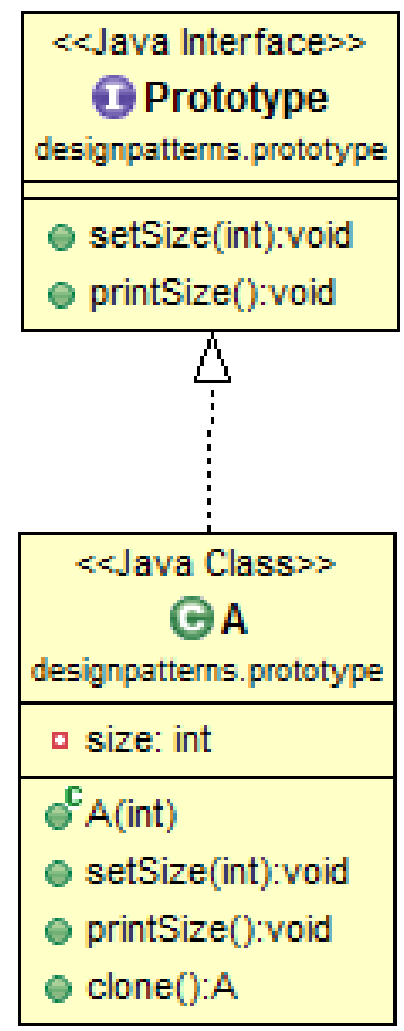 <<Java Interface>>
I Prototype
designpatterns.prototype
setSize(int):void
printSize():void
<<Java Class>>
C A
designpatterns.prototype
size: int
C A(int)
setSize(int):void
printSize():void
clone():A